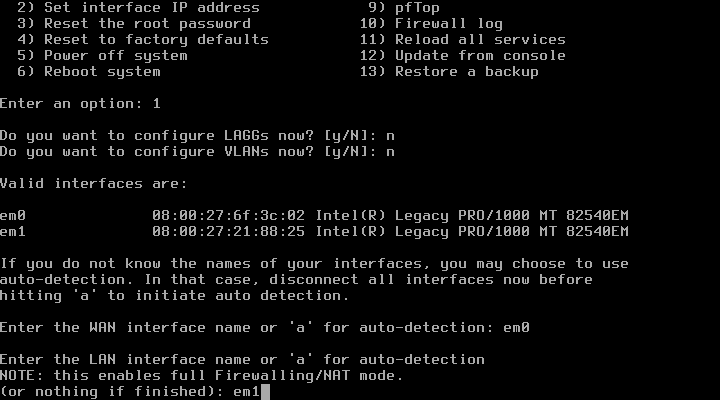 2) Set interface IP address 9) pfTop
3) Reset the root password 10) Firewall log
4) Reset to factory defaults 11) Reload all services
5) Power off system 12) Update from console
6) Reboot system 13) Restore a backup
Enter an option: 1
Do you want to configure LAGGs now? [y/N]: n
Do you want to configure VLANs now? [y/N]: n
Valid interfaces are:
em0 08:00:27:6f:3c:02 Intel(R) Legacy PRO/1000 MT 82540EM
em1 08:00:27:21:88:25 Intel(R) Legacy PRO/1000 MT 82540EM
If you do not know the names of your interfaces, you may choose to use
auto-detection. In that case, disconnect all interfaces now before
hitting 'a' to initiate auto detection.
Enter the WAN interface name or 'a' for auto-detection: em0
Enter the LAN interface name or 'a' for auto-detection
NOTE: this enables full Firewalling/NAT mode.
(or nothing if finished): em1